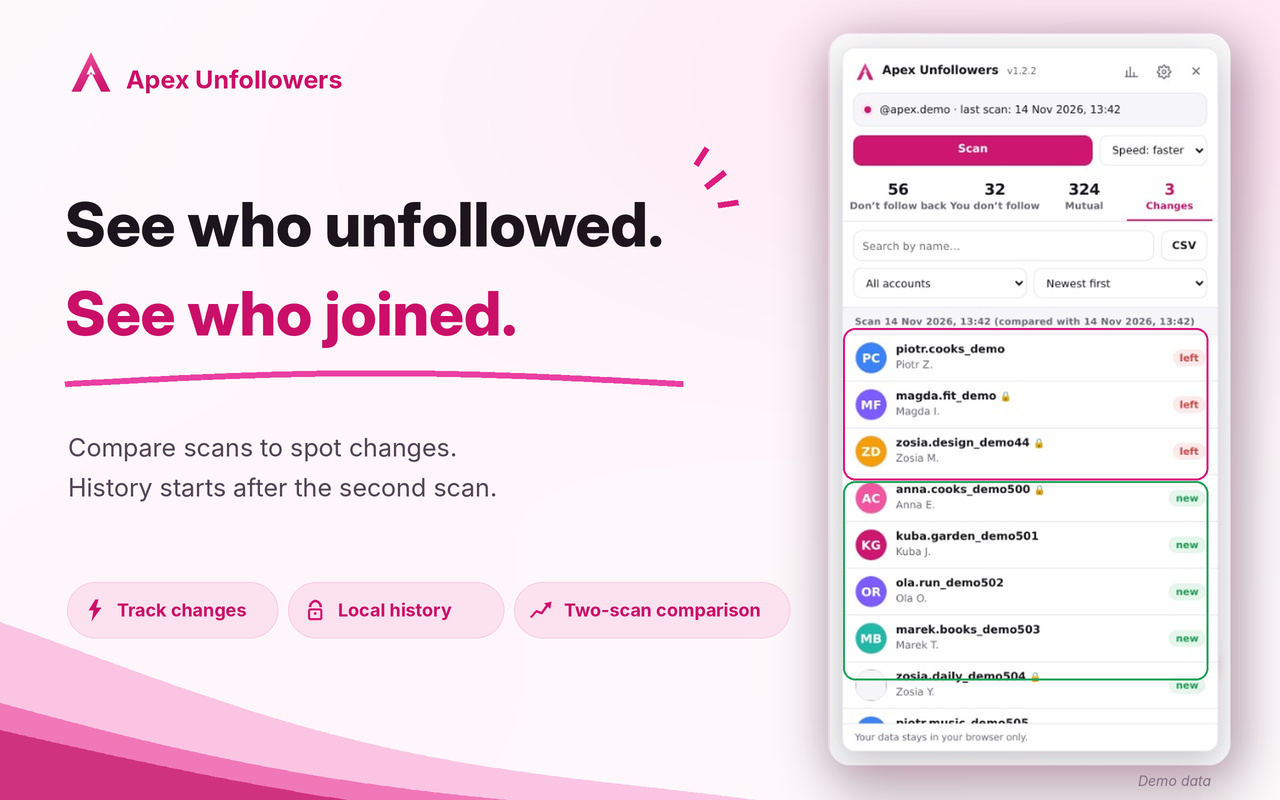 Apex Unfollowers
See who unfollowed.
See who joined.
Compare scans to spot changes.
History starts after the second scan.
Track changes
Local history
Two-scan comparison
Apex Unfollowers v1.2.2
@apex.demo · last scan: 14 Nov 2026, 13:42
Scan
Speed: faster
56 32 324 3
Don’t follow back You don’t follow Mutual Changes
Search by name...
CSV
All accounts
Newest first
Scan 14 Nov 2026, 13:42 (compared with 14 Nov 2026, 13:42)
PC piotr.cooks_demo left
Piotr Z.
MF magda.fit_demo 🔒 left
Magda I.
ZD zosia.design_demo44 🔒 left
Zosia M.
AC anna.cooks_demo500 🔒 new
Anna E.
KG kuba.garden_demo501 new
Kuba J.
OR ola.run_demo502 new
Ola O.
MB marek.books_demo503 new
Marek T.
zosia.daily_demo504 🔒 new
Zosia Y.
piotr.music_demo505
Your data stays in your browser only.
Demo data